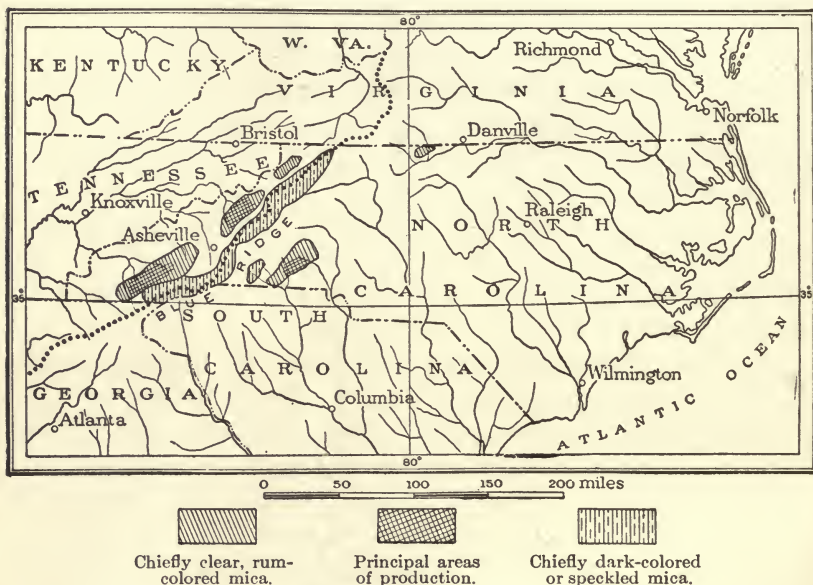 80°
W. VA.
KENTUCKY
Richmond
VIRGINIA
Norfolk
Bristol
Danville
TENNESSEE
Knoxville
NORTH
Raleigh
Asheville
BLUE RIDGE
CAROLINA
35°
35°
SOUTH
CAROLINA
Wilmington
GEORGIA
Columbia
Atlanta
ATLANTIC OCEAN
80°
0 50 100 150 200 miles
Chiefly clear, rum-
colored mica.
Principal areas
of production.
Chiefly dark-colored
or speckled mica.